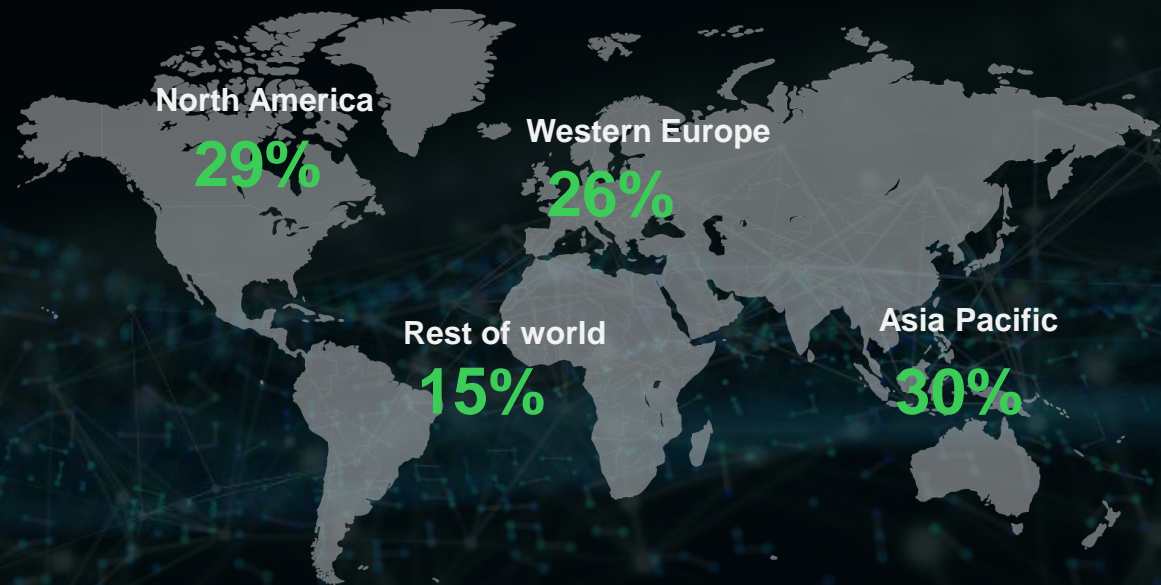 North America
29%
Western Europe
26%
Rest of world
15%
Asia Pacific
30%